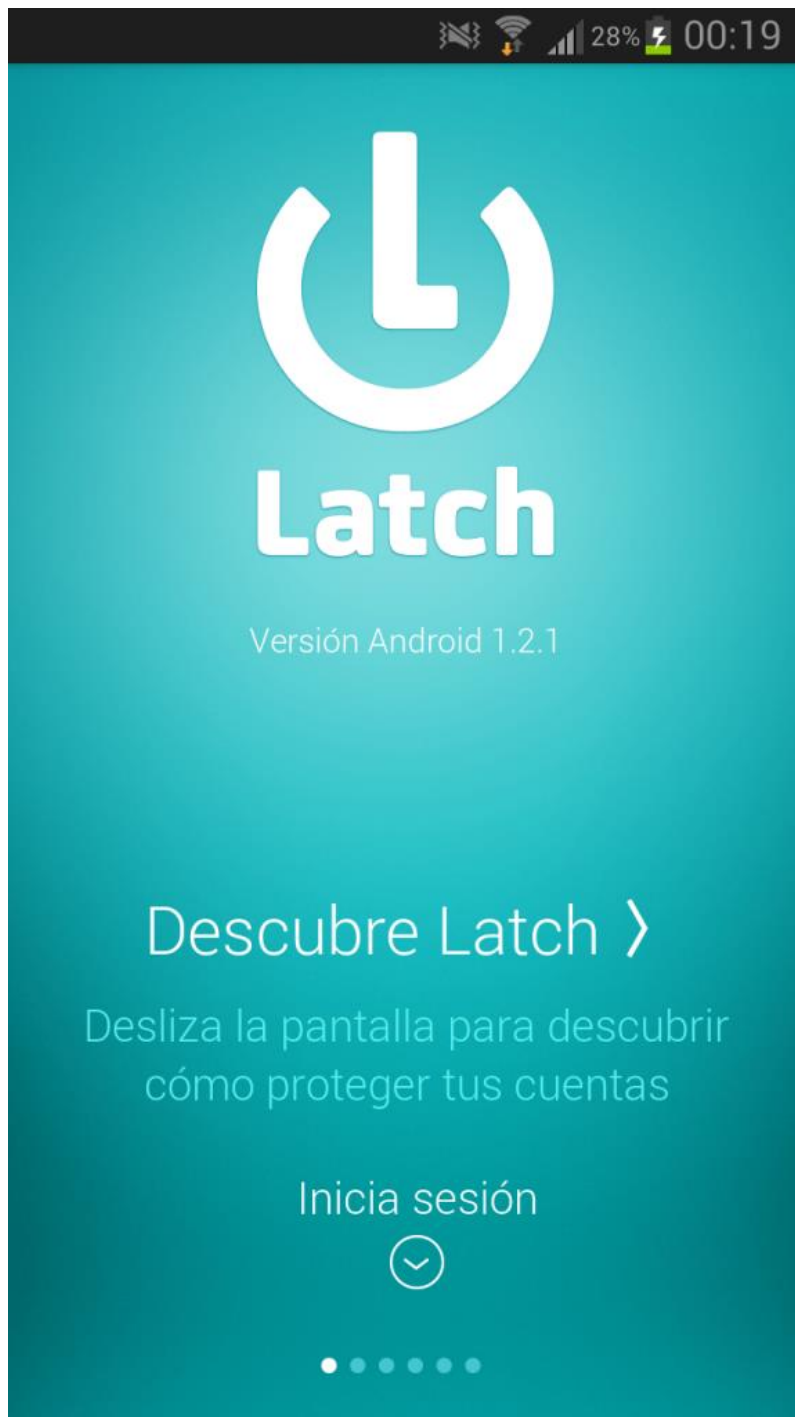 28% 00:19
Latch
Versión Android 1.2.1
Descubre Latch 〉
Desliza la pantalla para descubrir
cómo proteger tus cuentas
Inicia sesión